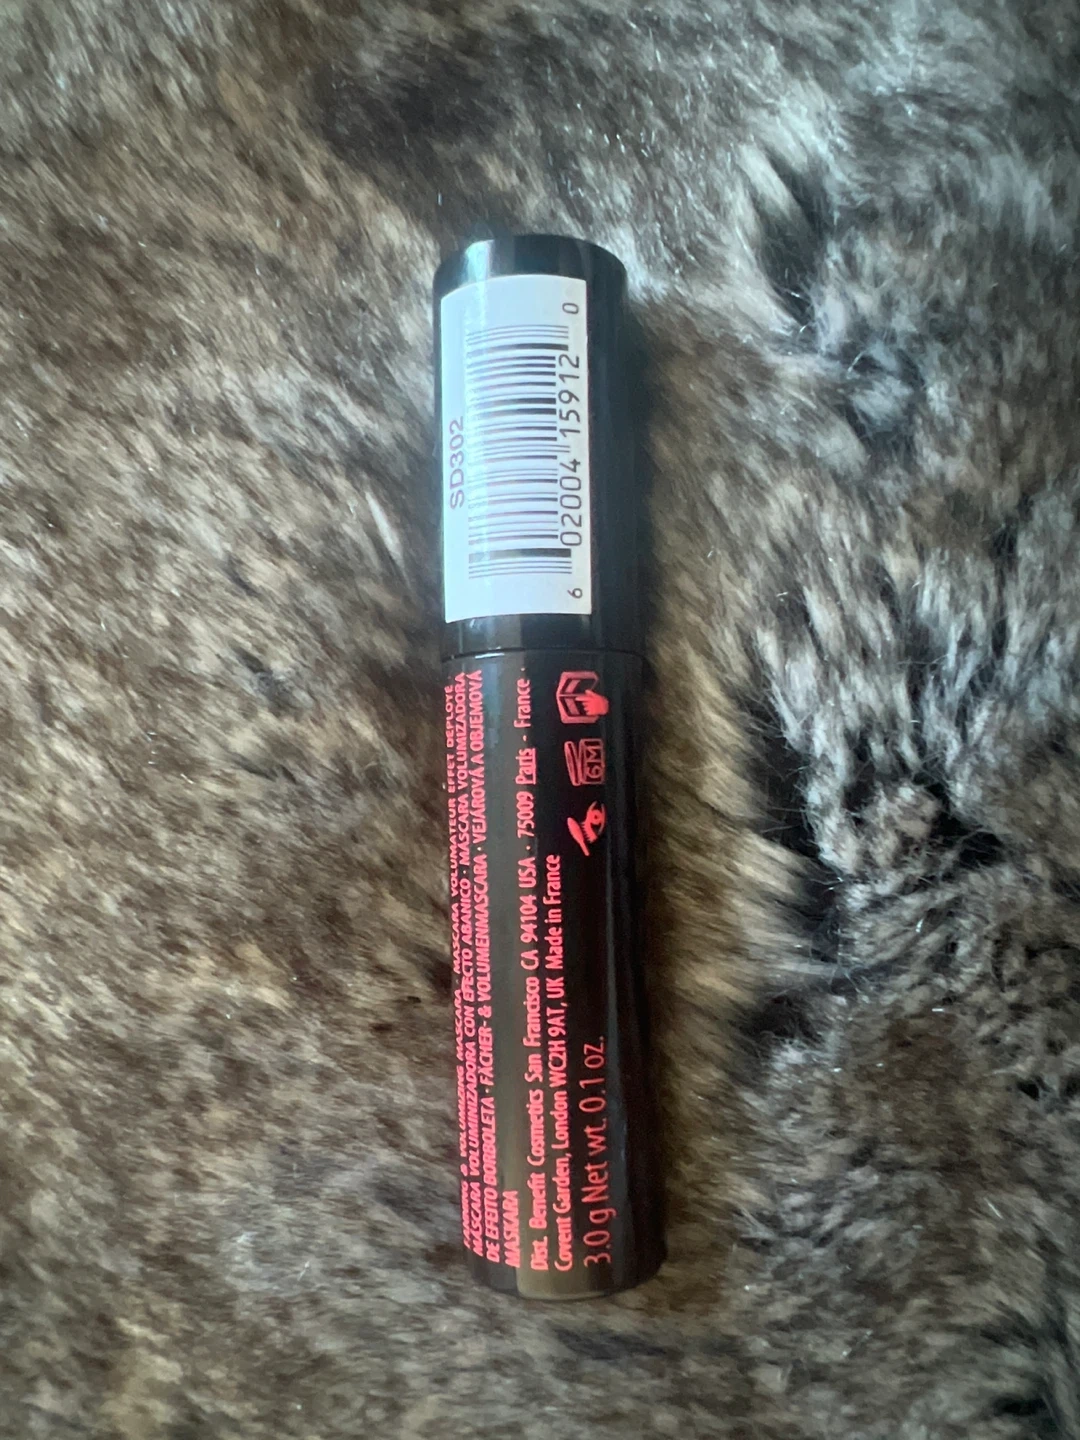 SD302
6 02004 15912 0
FANNING & VOLUMIZING MASCARA · MASCARA VOLUMATEUR EFFET DÉPLOYÉ
MÁSCARA VOLUMINIZADORA CON EFECTO ABANICO · MÁSCARA VOLUMIZADORA
DE EFEITO BORBOLETA · FÄCHER- & VOLUMENMASCARA · VEJÁŘOVÁ A OBJEMOVÁ
MASKARA
Dist. Benefit Cosmetics San Francisco CA 94104 USA · 75009 Paris - France ·
Covent Garden, London WC2H 9AT, UK Made in France
3.0 g Net wt. 0.1 oz.
6M